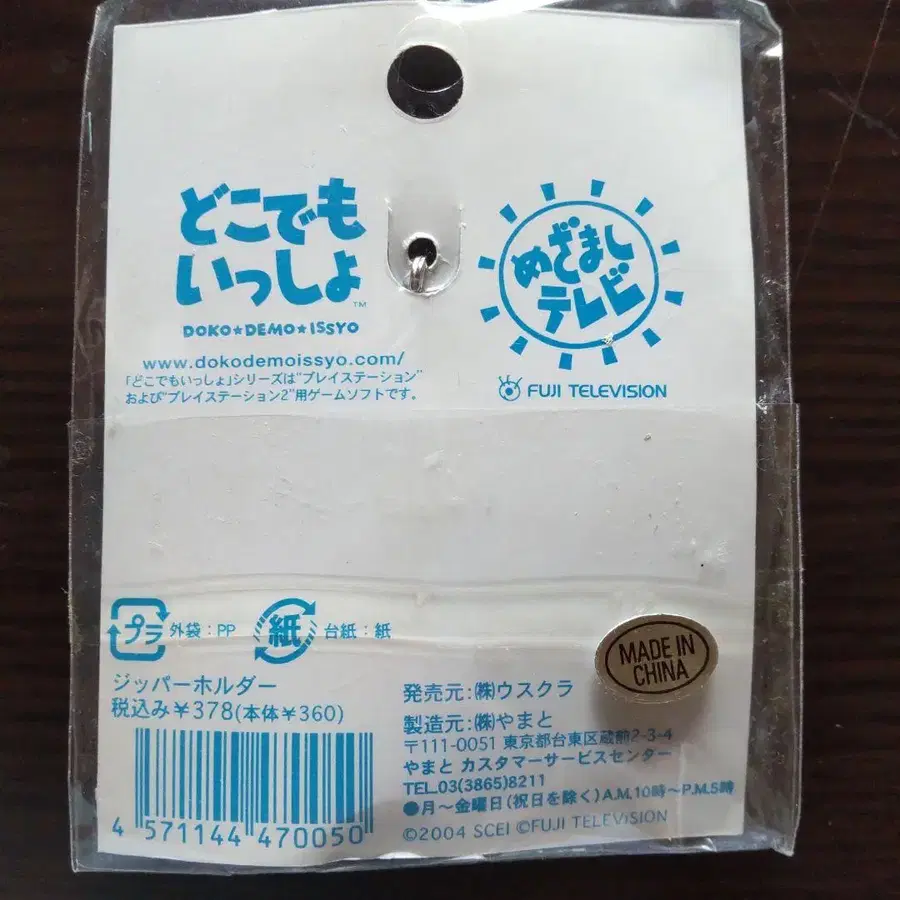 どこでも
いっしょ
TM
DOKO★DEMO★ISSYO
www.dokodemoissyo.com/
「どこでもいっしょ」シリーズは"プレイステーション"
および"プレイステーション2"用ゲームソフトです。
めざまし
テレビ
FUJI TELEVISION
プラ 外袋:PP 紙 台紙:紙
ジッパーホルダー
税込み¥378(本体¥360)
4 571144 470050
MADE IN
CHINA
発売元:㈱ウスクラ
製造元:㈱やまと
〒111-0051 東京都台東区蔵前2-3-4
やまと カスタマーサービスセンター
TEL.03(3865)8211
●月〜金曜日(祝日を除く)A.M.10時〜P.M.5時
©2004 SCEI ©FUJI TELEVISION